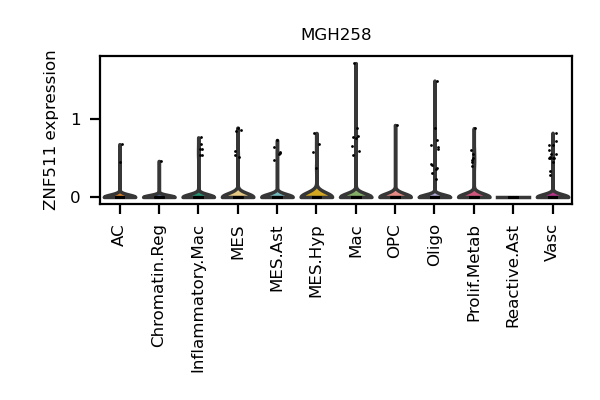 MGH258
ZNF511 expression
1
0
AC
Chromatin.Reg
Inflammatory.Mac
MES
MES.Ast
MES.Hyp
Mac
OPC
Oligo
Prolif.Metab
Reactive.Ast
Vasc